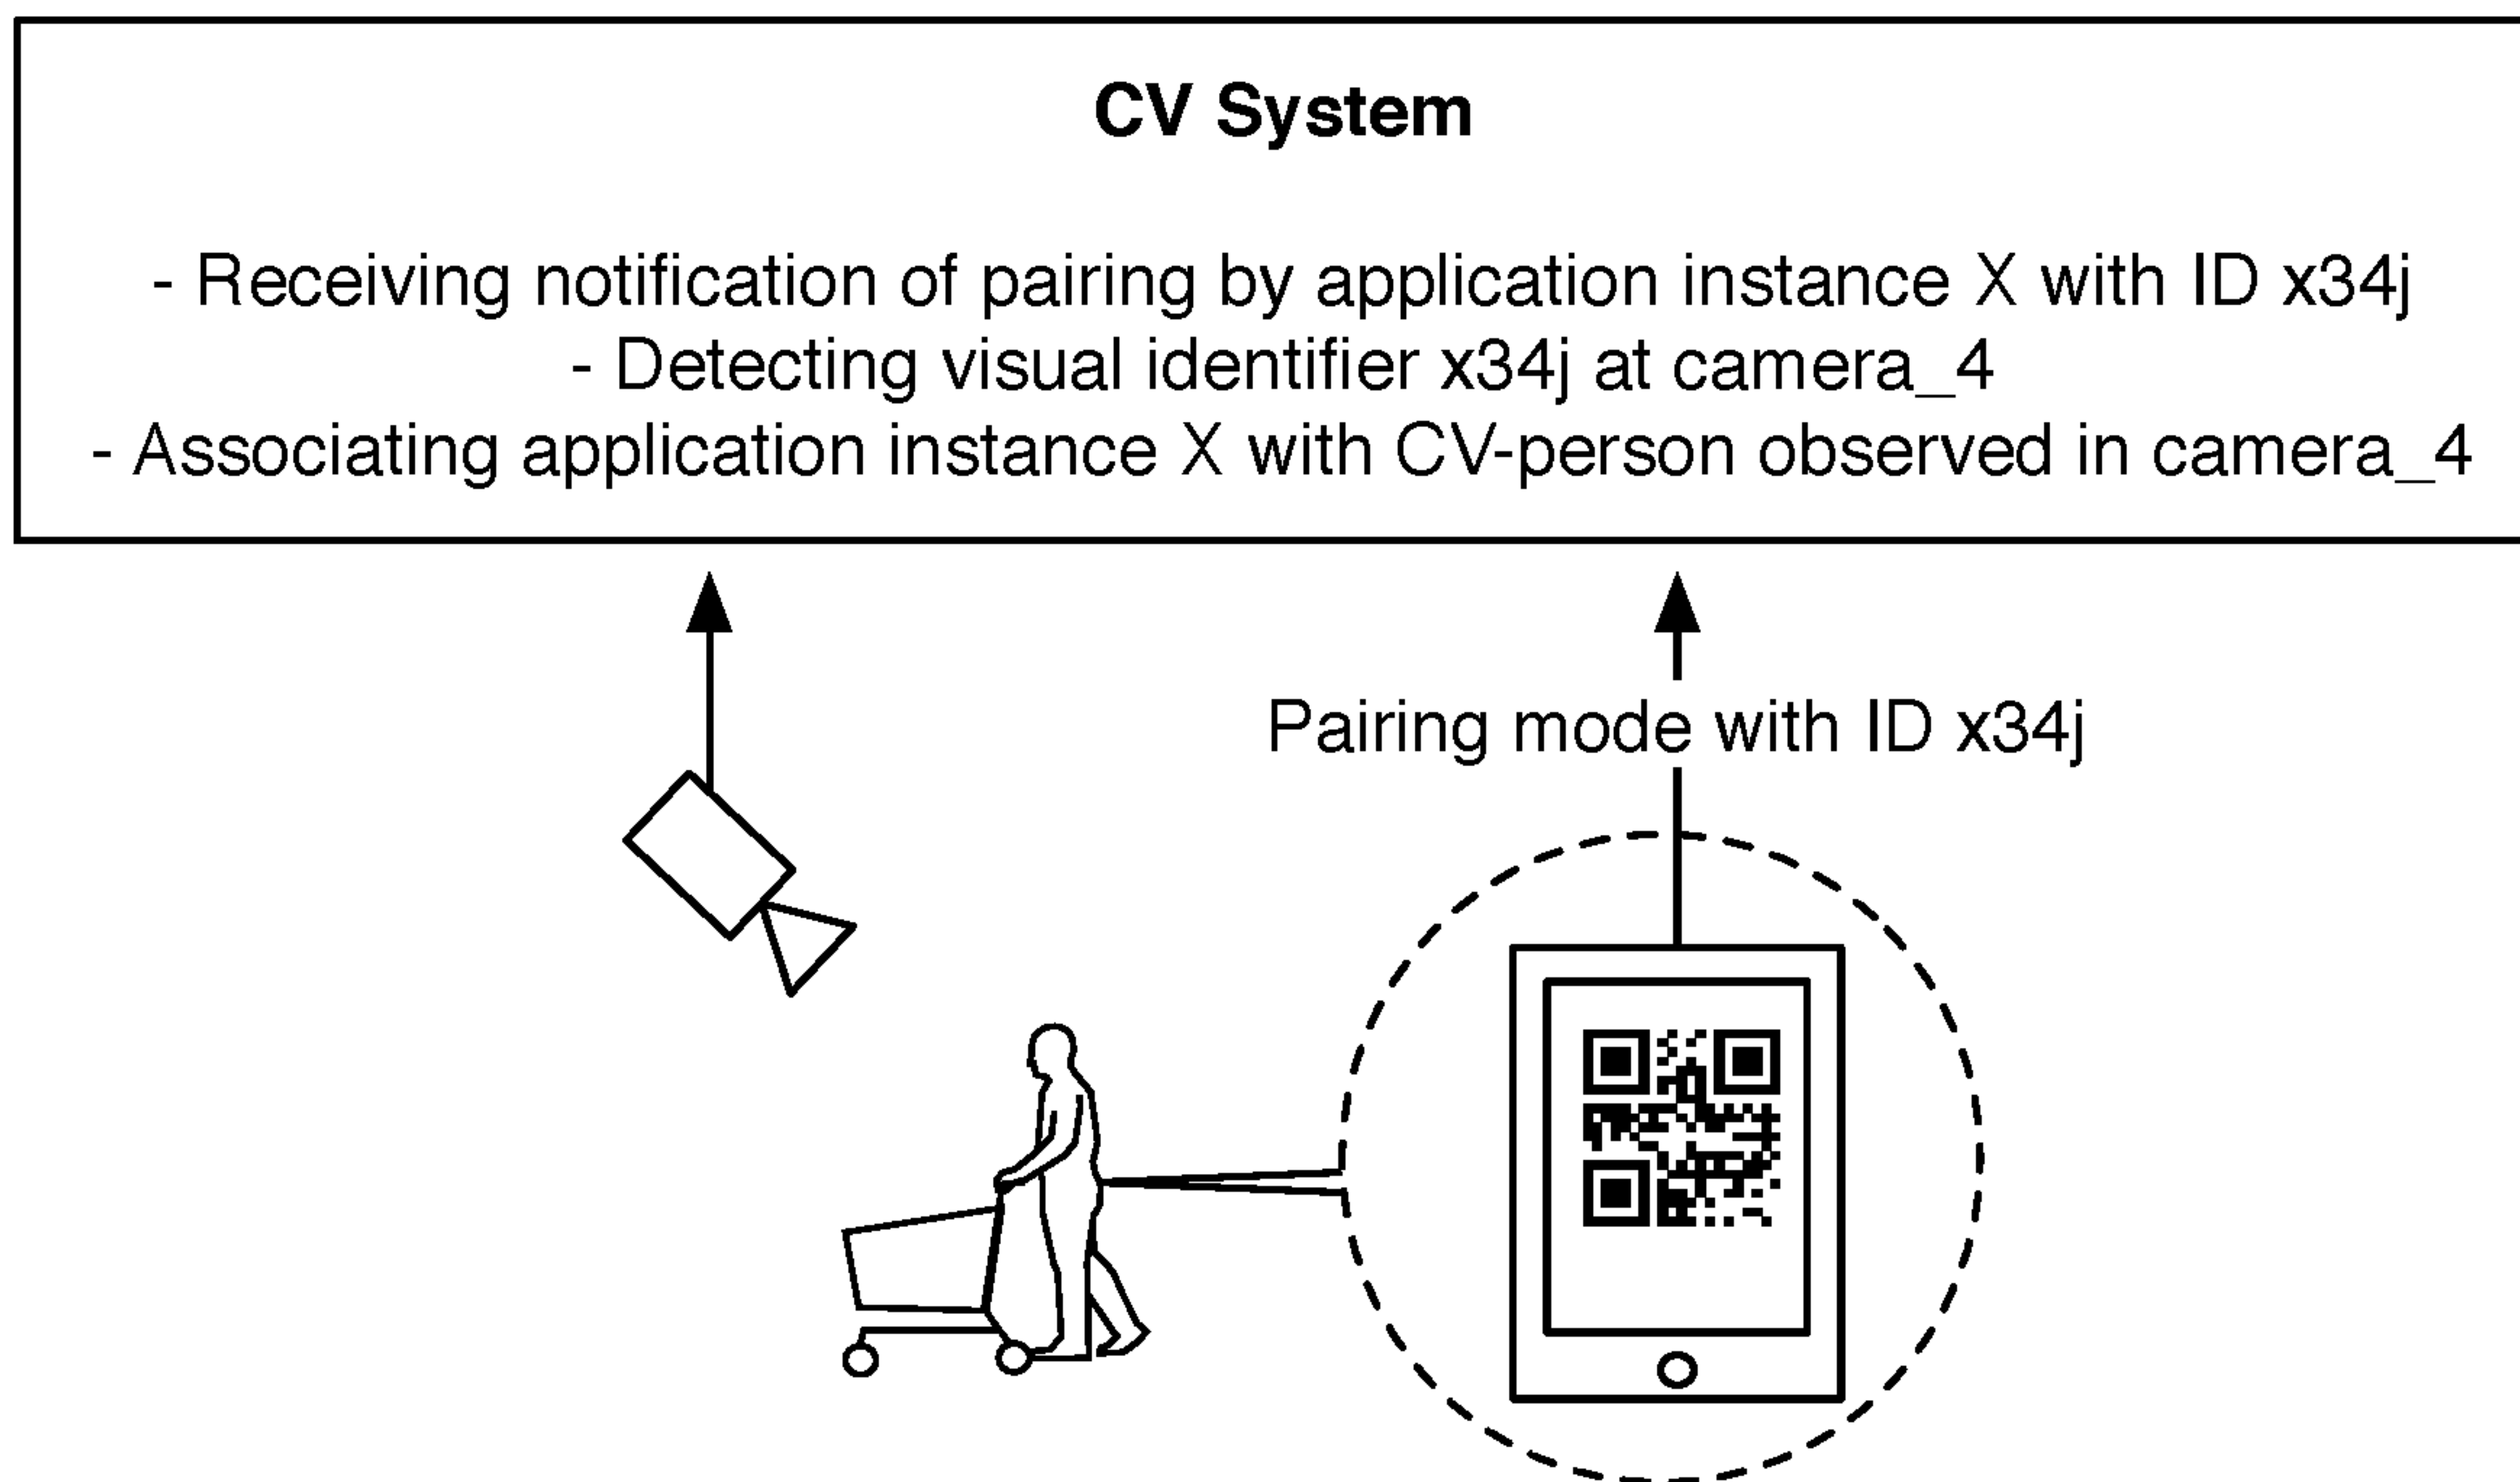 CV System
- Receiving notification of pairing by application instance X with ID x34j
- Detecting visual identifier x34j at camera_4
- Associating application instance X with CV-person observed in camera_4
Pairing mode with ID x34j